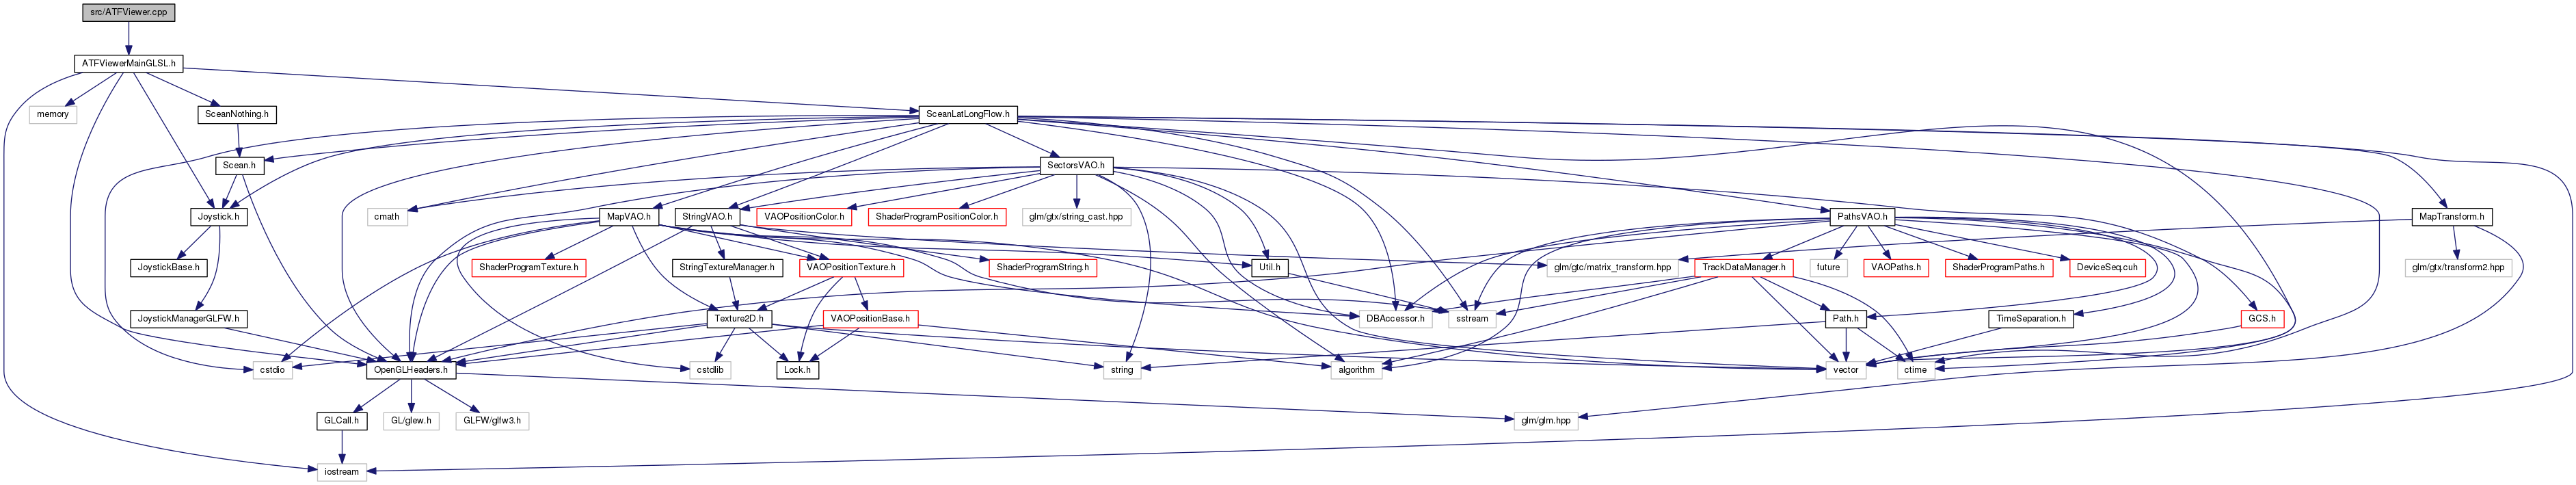 src/ATFViewer.cpp
ATFViewerMainGLSL.h
memory
SceanNothing.h
SceanLatLongFlow.h
Scean.h
SectorsVAO.h
Joystick.h
cmath
MapVAO.h
StringVAO.h
VAOPositionColor.h
ShaderProgramPositionColor.h
glm/gtx/string_cast.hpp
PathsVAO.h
MapTransform.h
JoystickBase.h
ShaderProgramTexture.h
StringTextureManager.h
VAOPositionTexture.h
ShaderProgramString.h
Util.h
glm/gtc/matrix_transform.hpp
TrackDataManager.h
future
VAOPaths.h
ShaderProgramPaths.h
DeviceSeq.cuh
glm/gtx/transform2.hpp
JoystickManagerGLFW.h
Texture2D.h
VAOPositionBase.h
DBAccessor.h
sstream
Path.h
TimeSeparation.h
GCS.h
cstdio
OpenGLHeaders.h
cstdlib
Lock.h
string
algorithm
vector
ctime
GLCall.h
GL/glew.h
GLFW/glfw3.h
glm/glm.hpp
iostream